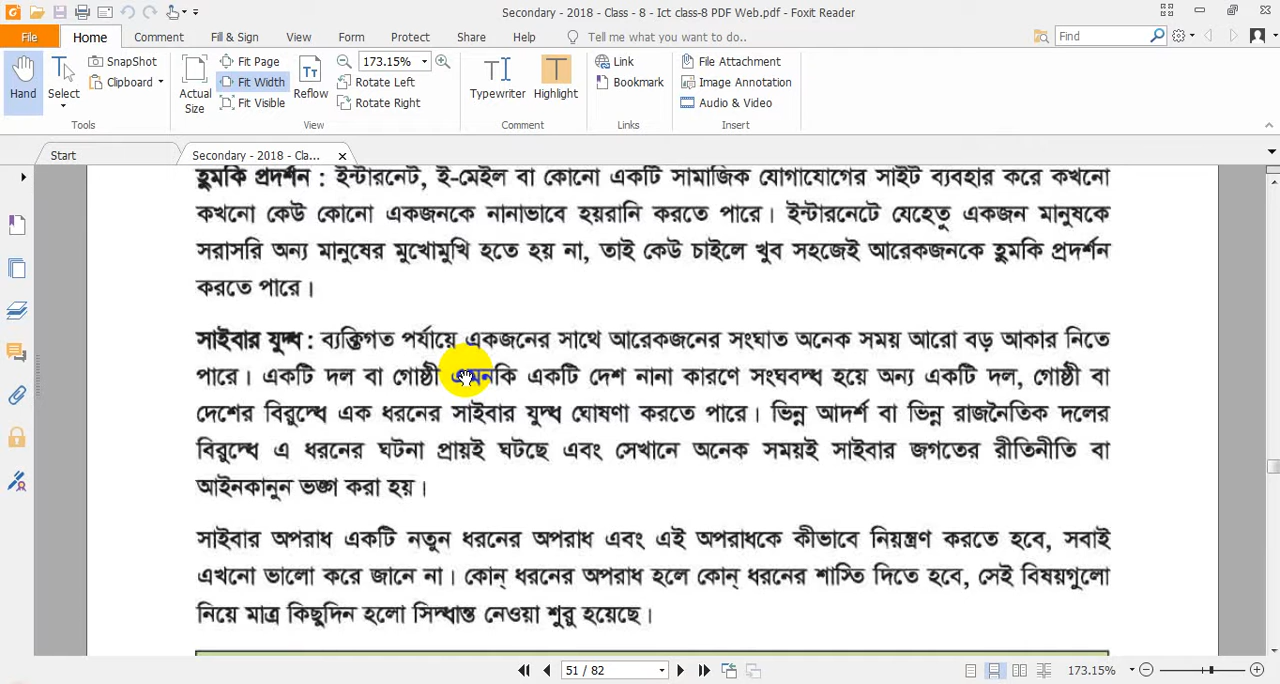 Secondary - 2018 - Class - 8 - Ict class-8 PDF Web.pdf - Foxit Reader
File Home Comment Fill & Sign View Form Protect Share Help Tell me what you want to do.. Find
Hand Select SnapShot Clipboard Actual Size Fit Page Fit Width Fit Visible Reflow 173.15% Rotate Left Rotate Right Typewriter Highlight Link Bookmark File Attachment Image Annotation Audio & Video
Tools View Comment Links Insert
Start Secondary - 2018 - Cla...
হুমকি প্রদর্শন : ইন্টারনেট, ই-মেইল বা কোনো একটি সামাজিক যোগাযোগের সাইট ব্যবহার করে কখনো
কখনো কেউ কোনো একজনকে নানাভাবে হয়রানি করতে পারে। ইন্টারনেটে যেহেতু একজন মানুষকে
সরাসরি অন্য মানুষের মুখোমুখি হতে হয় না, তাই কেউ চাইলে খুব সহজেই আরেকজনকে হুমকি প্রদর্শন
করতে পারে।
সাইবার যুদ্ধ : ব্যক্তিগত পর্যায়ে একজনের সাথে আরেকজনের সংঘাত অনেক সময় আরো বড় আকার নিতে
পারে। একটি দল বা গোষ্ঠী এমনকি একটি দেশ নানা কারণে সংঘবদ্ধ হয়ে অন্য একটি দল, গোষ্ঠী বা
দেশের বিরুদ্ধে এক ধরনের সাইবার যুদ্ধ ঘোষণা করতে পারে। ভিন্ন আদর্শ বা ভিন্ন রাজনৈতিক দলের
বিরুদ্ধে এ ধরনের ঘটনা প্রায়ই ঘটছে এবং সেখানে অনেক সময়ই সাইবার জগতের রীতিনীতি বা
আইনকানুন ভঙ্গ করা হয়।
সাইবার অপরাধ একটি নতুন ধরনের অপরাধ এবং এই অপরাধকে কীভাবে নিয়ন্ত্রণ করতে হবে, সবাই
এখনো ভালো করে জানে না। কোন্ ধরনের অপরাধ হলে কোন্ ধরনের শাস্তি দিতে হবে, সেই বিষয়গুলো
নিয়ে মাত্র কিছুদিন হলো সিদ্ধান্ত নেওয়া শুরু হয়েছে।
51 / 82 173.15%